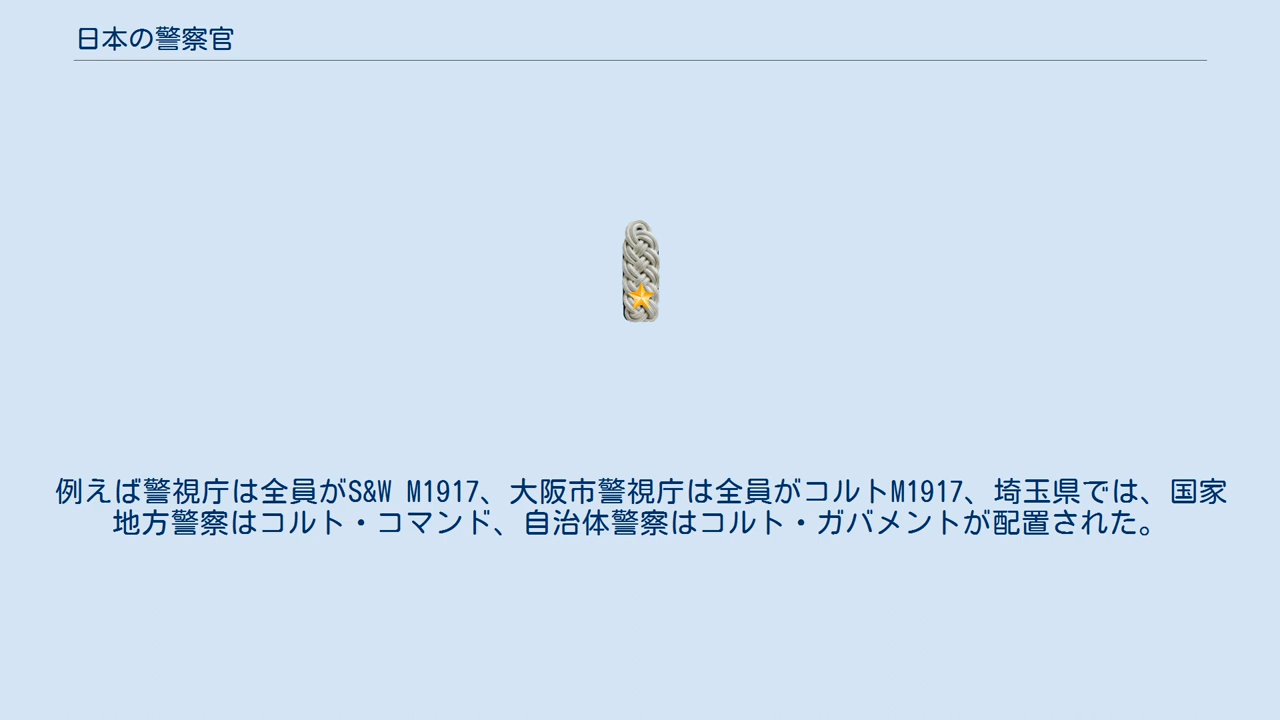 日本の警察官
例えば警視庁は全員がS&W M1917、大阪市警視庁は全員がコルトM1917、埼玉県では、国家
地方警察はコルト・コマンド、自治体警察はコルト・ガバメントが配置された。